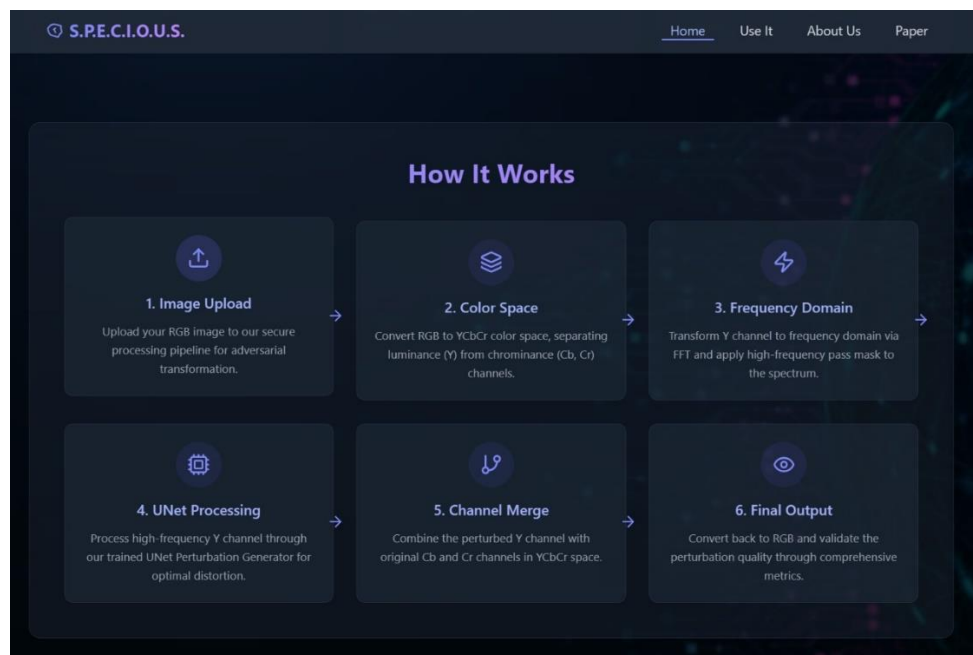 S.P.E.C.I.O.U.S.
Home Use It About Us Paper
How It Works
1. Image Upload
Upload your RGB image to our secure
processing pipeline for adversarial
transformation.
2. Color Space
Convert RGB to YCbCr color space, separating
luminance (Y) from chrominance (Cb, Cr)
channels.
3. Frequency Domain
Transform Y channel to frequency domain via
FFT and apply high-frequency pass mask to
the spectrum.
4. UNet Processing
Process high-frequency Y channel through
our trained UNet Perturbation Generator for
optimal distortion.
5. Channel Merge
Combine the perturbed Y channel with
original Cb and Cr channels in YCbCr space.
6. Final Output
Convert back to RGB and validate the
perturbation quality through comprehensive
metrics.